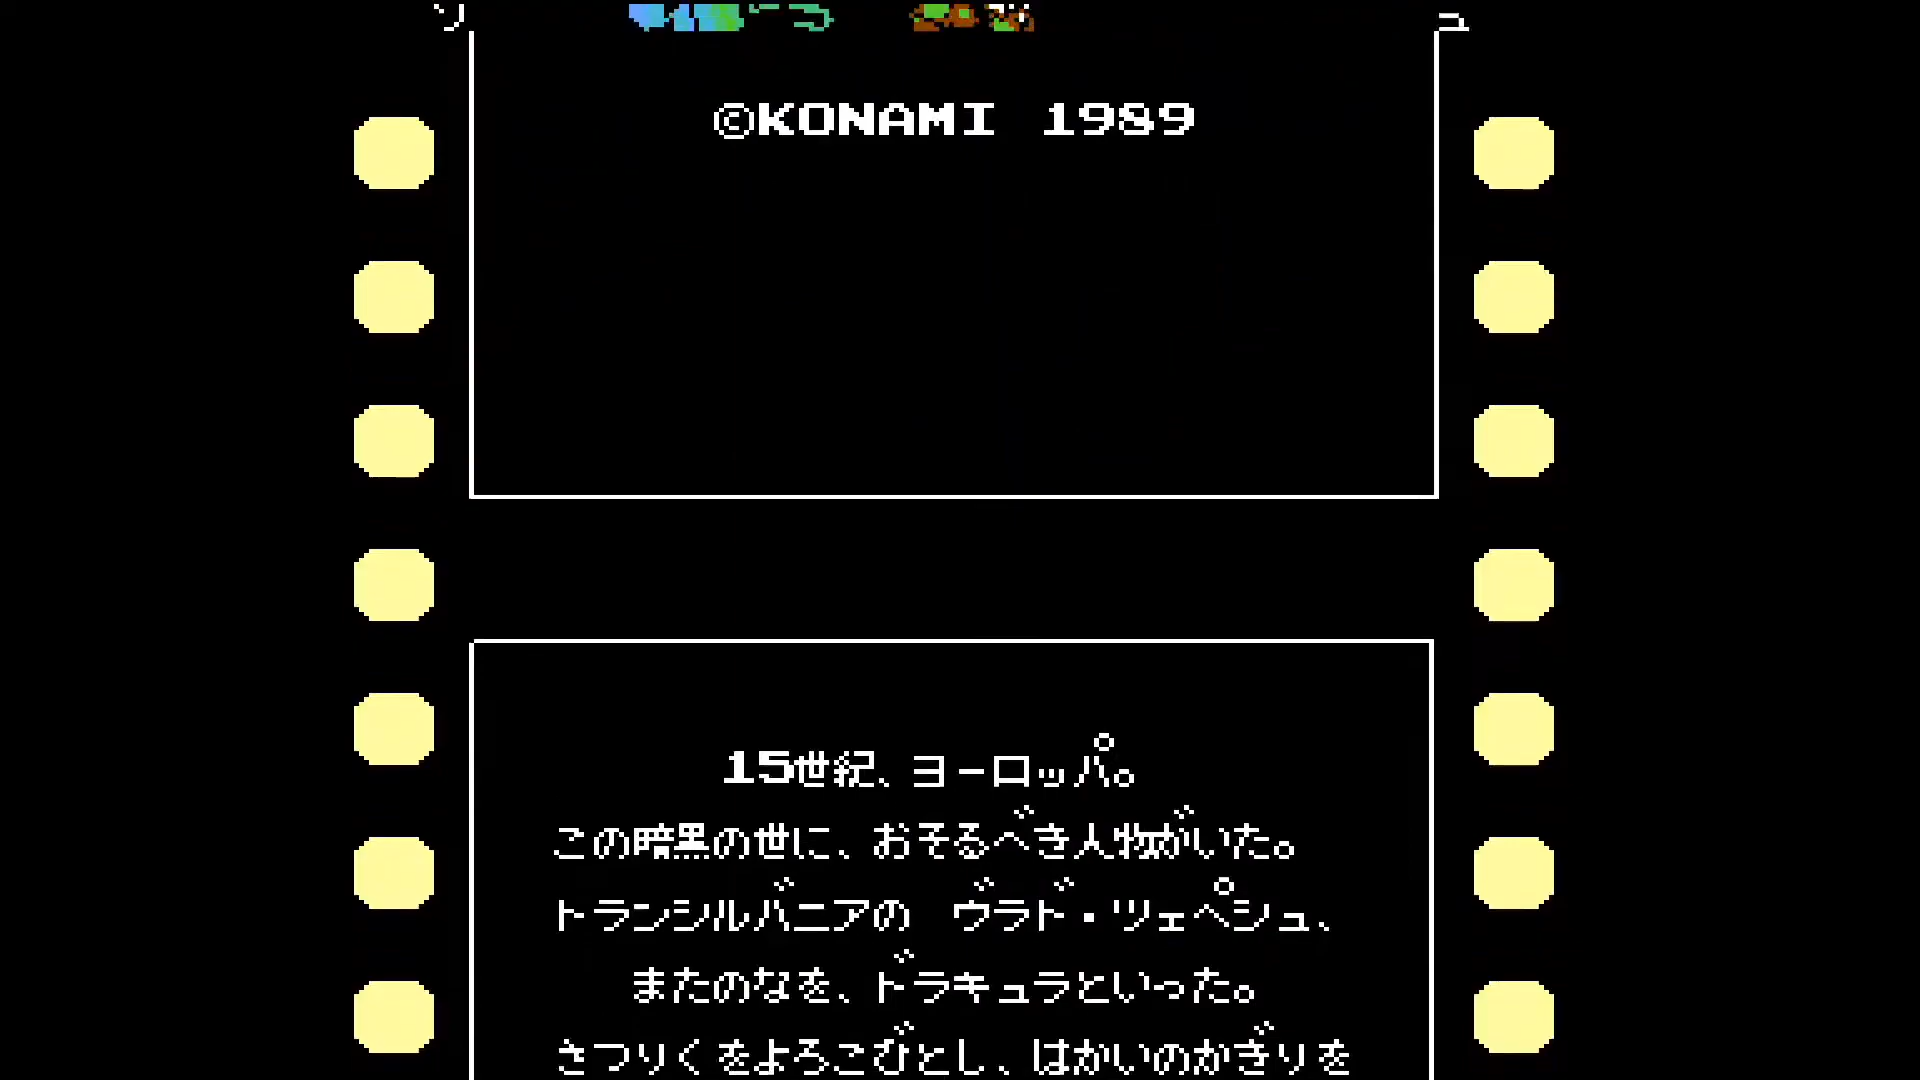 ©KONAMI 1989
15世紀、ヨーロッパ。
この暗黒の世に、おそるべき人物がいた。
トランシルバニアの　ヴラド・ツェペシュ、
またのなを、ドラキュラといった。
さつりくをよろこびとし、はかいのかぎりを